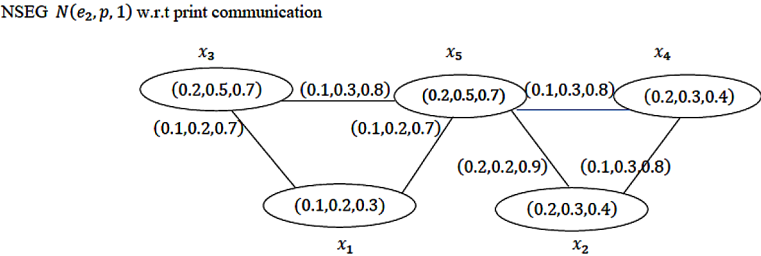 NSEG N(e₂, p, 1) w.r.t print communication
x₃ x₅ x₄
(0.2,0.5,0.7) (0.1,0.3,0.8) (0.2,0.5,0.7) (0.1,0.3,0.8) (0.2,0.3,0.4)
(0.1,0.2,0.7) (0.1,0.2,0.7)
(0.2,0.2,0.9) (0.1,0.3,0.8)
(0.1,0.2,0.3) (0.2,0.3,0.4)
x₁ x₂